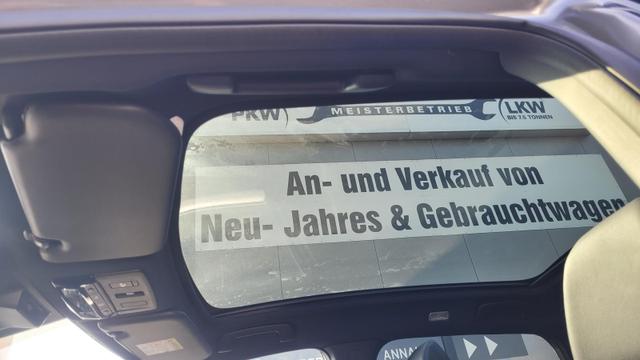 PKW
MEISTERBETRIEB
LKW
BIS 7.5 TONNEN
An- und Verkauf von
Neu- Jahres & Gebrauchtwagen